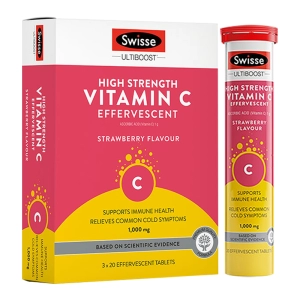 Swisse
ULTIBOOST
HIGH STRENGTH
VITAMIN C
EFFERVESCENT
STRAWBERRY FLAVOUR
C
SUPPORTS IMMUNE HEALTH
RELIEVES COMMON COLD SYMPTOMS
1,000 mg
BASED ON SCIENTIFIC EVIDENCE
3 x 20 EFFERVESCENT TABLETS
C
Swisse
ULTIBOOST
HIGH STRENGTH
VITAMIN C
EFFERVESCENT
STRAWBERRY
FLAVOUR
C
SUPPORTS
IMMUNE HEALTH
RELIEVES COMMON
COLD SYMPTOMS
1,000 mg